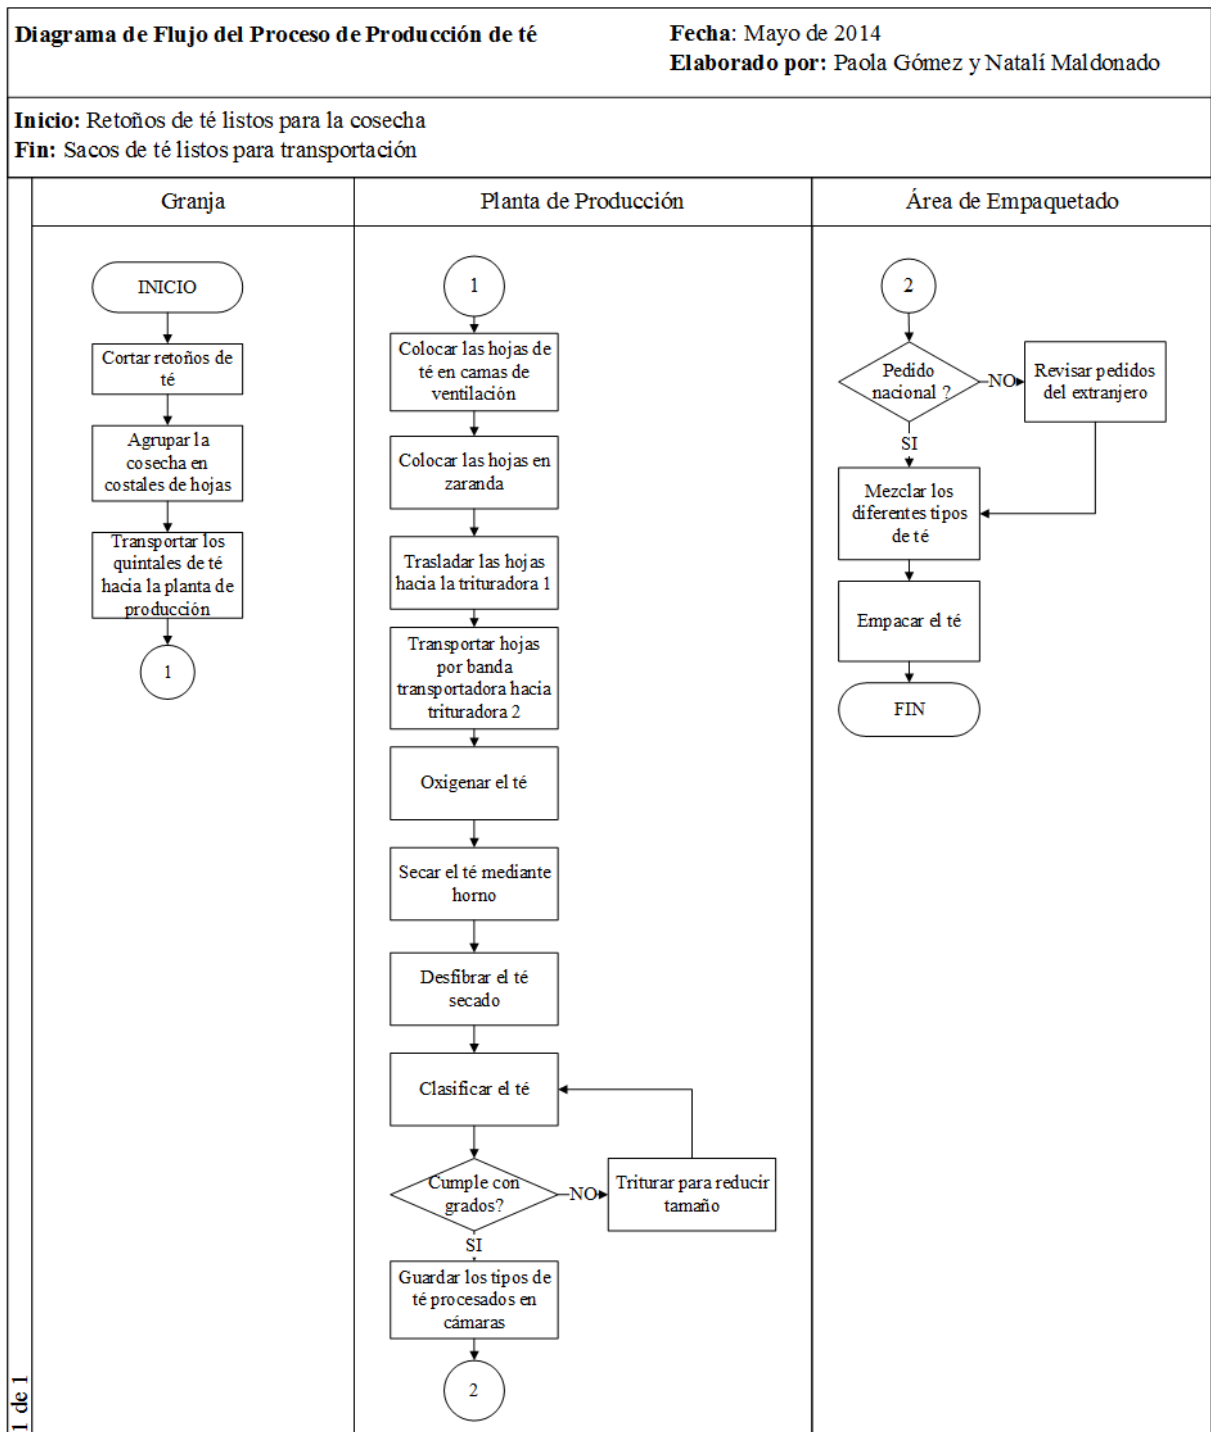 Diagrama de Flujo del Proceso de Producción de té
Fecha: Mayo de 2014
Elaborado por: Paola Gómez y Natalí Maldonado
Inicio: Retoños de té listos para la cosecha
Fin: Sacos de té listos para transportación
Granja
Planta de Producción
Área de Empaquetado
INICIO
Cortar retoños de
té
Agrupar la
cosecha en
costales de hojas
Transportar los
quintales de té
hacia la planta de
producción
1
1
Colocar las hojas de
té en camas de
ventilación
Colocar las hojas en
zaranda
Trasladar las hojas
hacia la trituradora 1
Transportar hojas
por banda
transportadora hacia
trituradora 2
Oxigenar el té
Secar el té mediante
horno
Desfibrar el té
secado
Clasificar el té
Cumple con
grados?
NO
Triturar para reducir
tamaño
SI
Guardar los tipos de
té procesados en
cámaras
2
2
Pedido
nacional ?
NO
Revisar pedidos
del extranjero
SI
Mezclar los
diferentes tipos
de té
Empacar el té
FIN
1 de 1